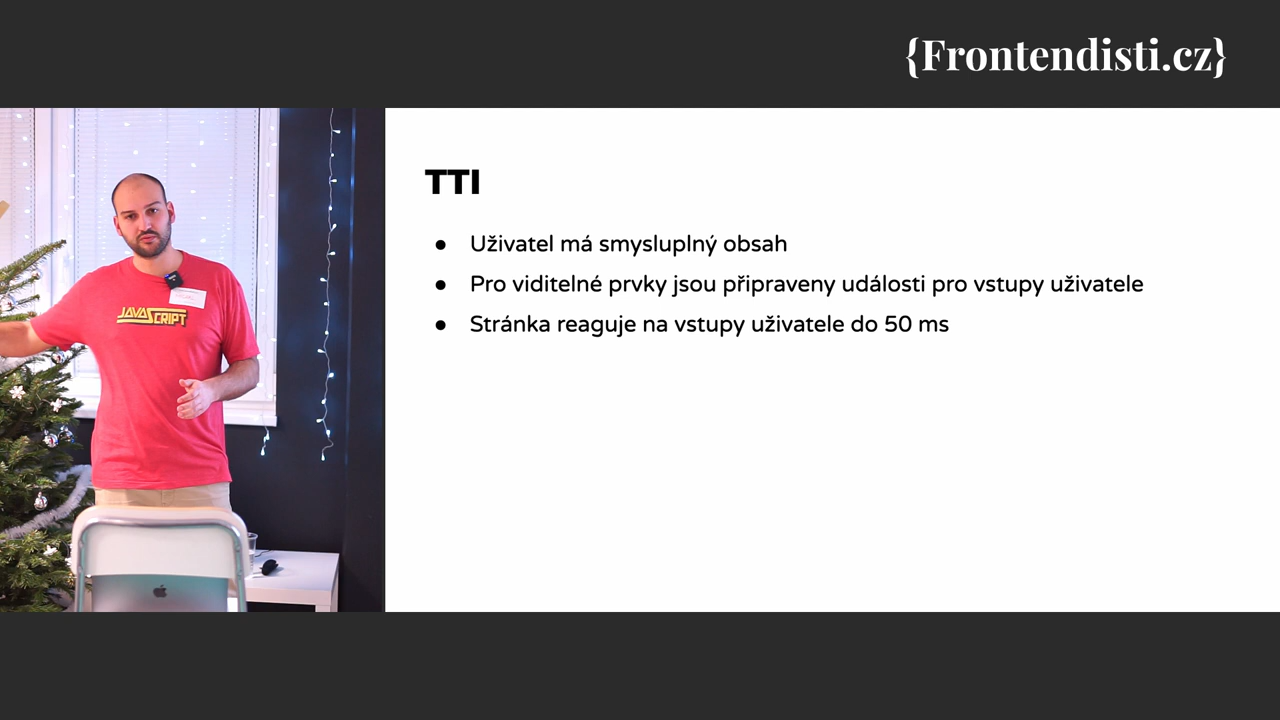 {Frontendisti.cz}
TTI
● Uživatel má smysluplný obsah
● Pro viditelné prvky jsou připraveny události pro vstupy uživatele
● Stránka reaguje na vstupy uživatele do 50 ms
JAVASCRIPT